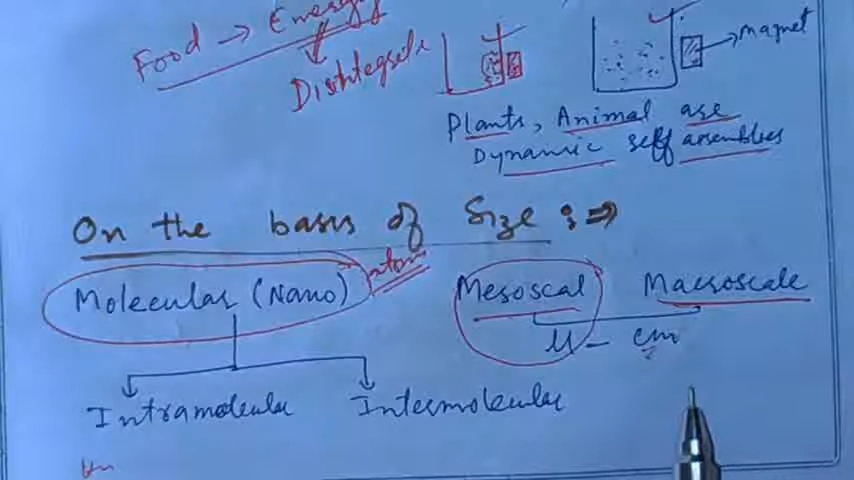 Food → Energy
Disintegrate
magnet
Plants, Animal are
Dynamic self assemblies
On the basis of Size :⇒
Molecular (Nano) atom
Mesoscal Macroscale
μ - cm
Intramolecular Intermolecular